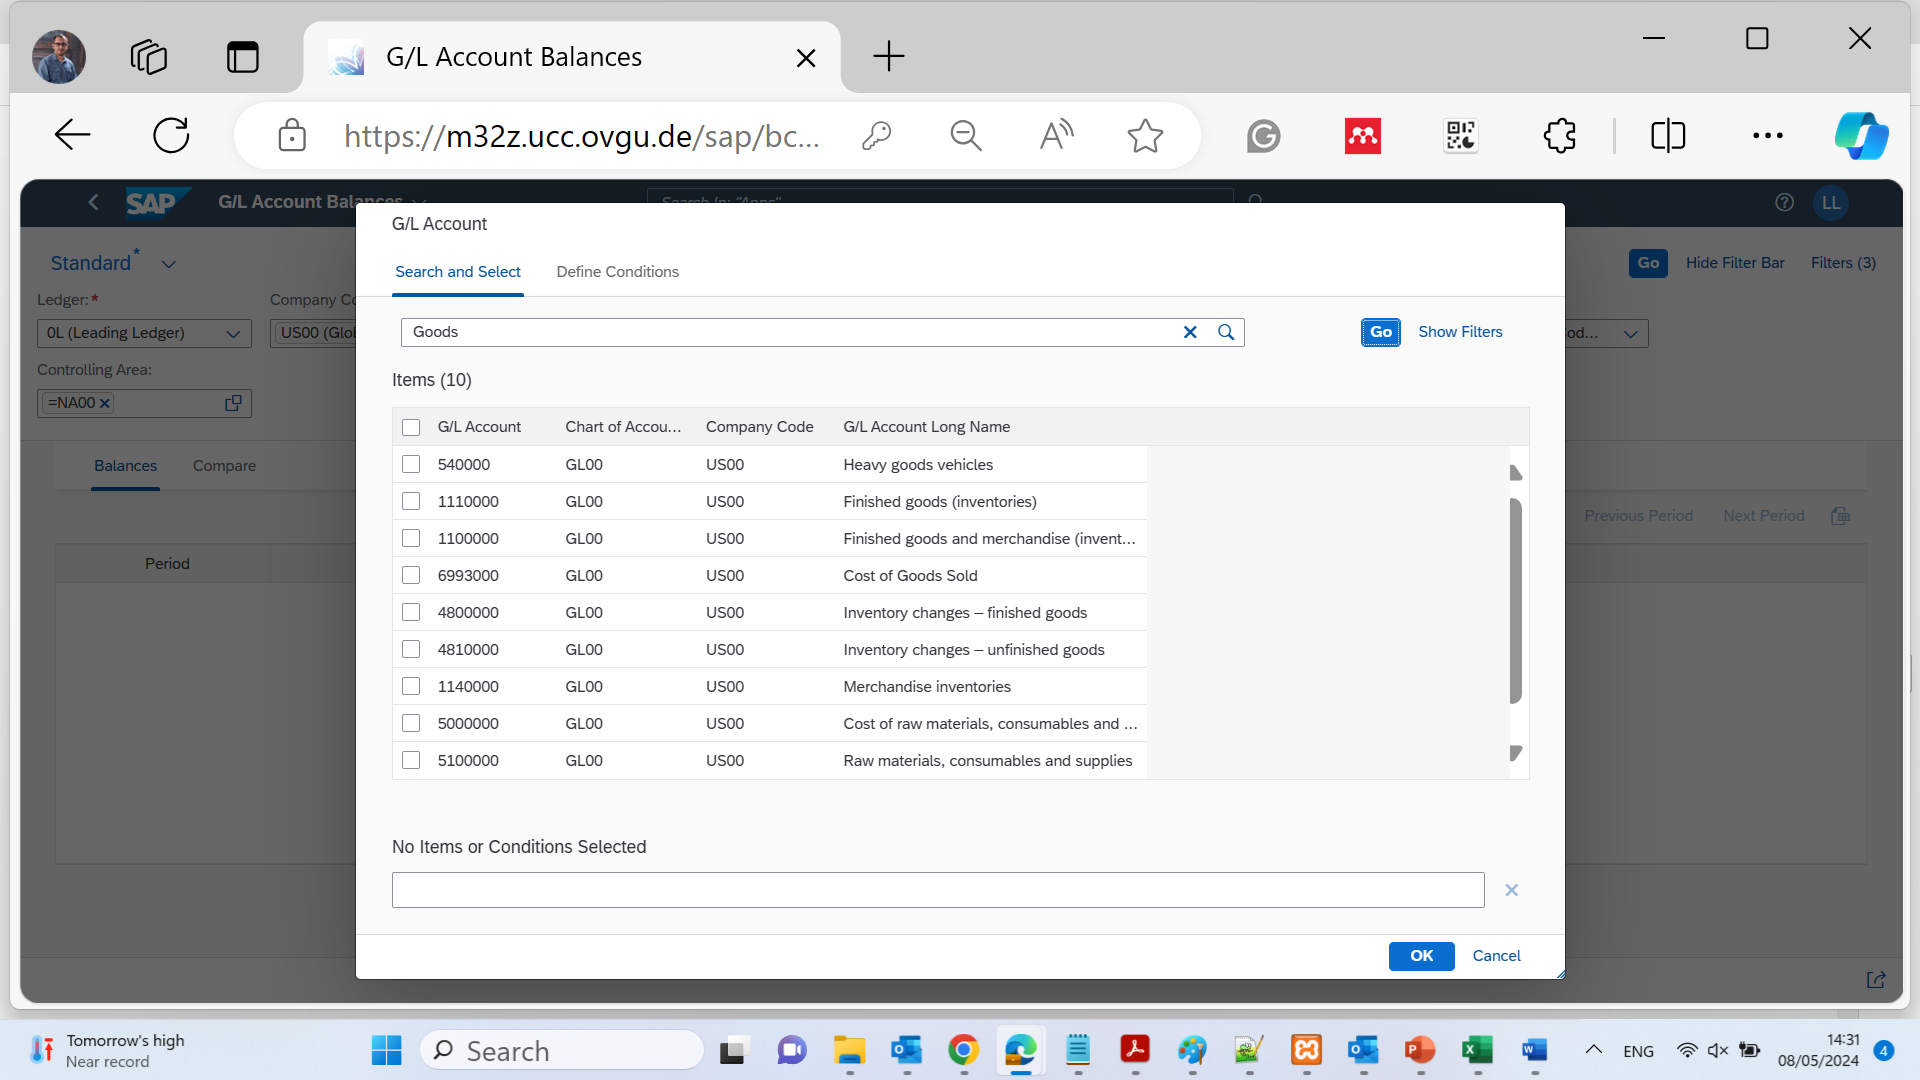 G/L Account Balances
https://m32z.ucc.ovgu.de/sap/bc...
SAP
G/L Account Balances
Search In: "Apps"
LL
Standard *
Go
Hide Filter Bar
Filters (3)
Ledger:*
Company Co
0L (Leading Ledger)
US00 (Glo
od...
Controlling Area:
=NA00
Balances
Compare
Previous Period
Next Period
Period
G/L Account
Search and Select
Define Conditions
Goods
Go
Show Filters
Items (10)
G/L Account Chart of Accou... Company Code G/L Account Long Name
540000 GL00 US00 Heavy goods vehicles
1110000 GL00 US00 Finished goods (inventories)
1100000 GL00 US00 Finished goods and merchandise (invent...
6993000 GL00 US00 Cost of Goods Sold
4800000 GL00 US00 Inventory changes – finished goods
4810000 GL00 US00 Inventory changes – unfinished goods
1140000 GL00 US00 Merchandise inventories
5000000 GL00 US00 Cost of raw materials, consumables and ...
5100000 GL00 US00 Raw materials, consumables and supplies
No Items or Conditions Selected
OK
Cancel
Tomorrow's high
Near record
Search
ENG
14:31
08/05/2024
4